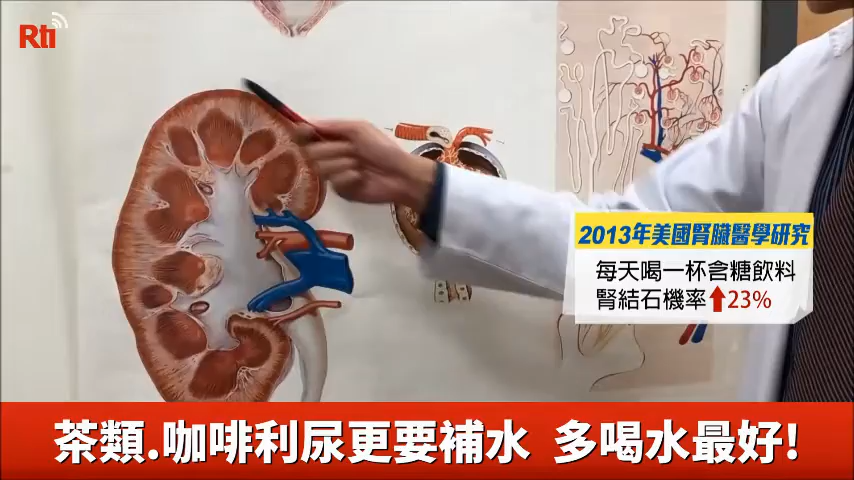 Rti
2013年美國腎臟醫學研究
每天喝一杯含糖飲料
腎結石機率↑23%
茶類.咖啡利尿更要補水 多喝水最好!